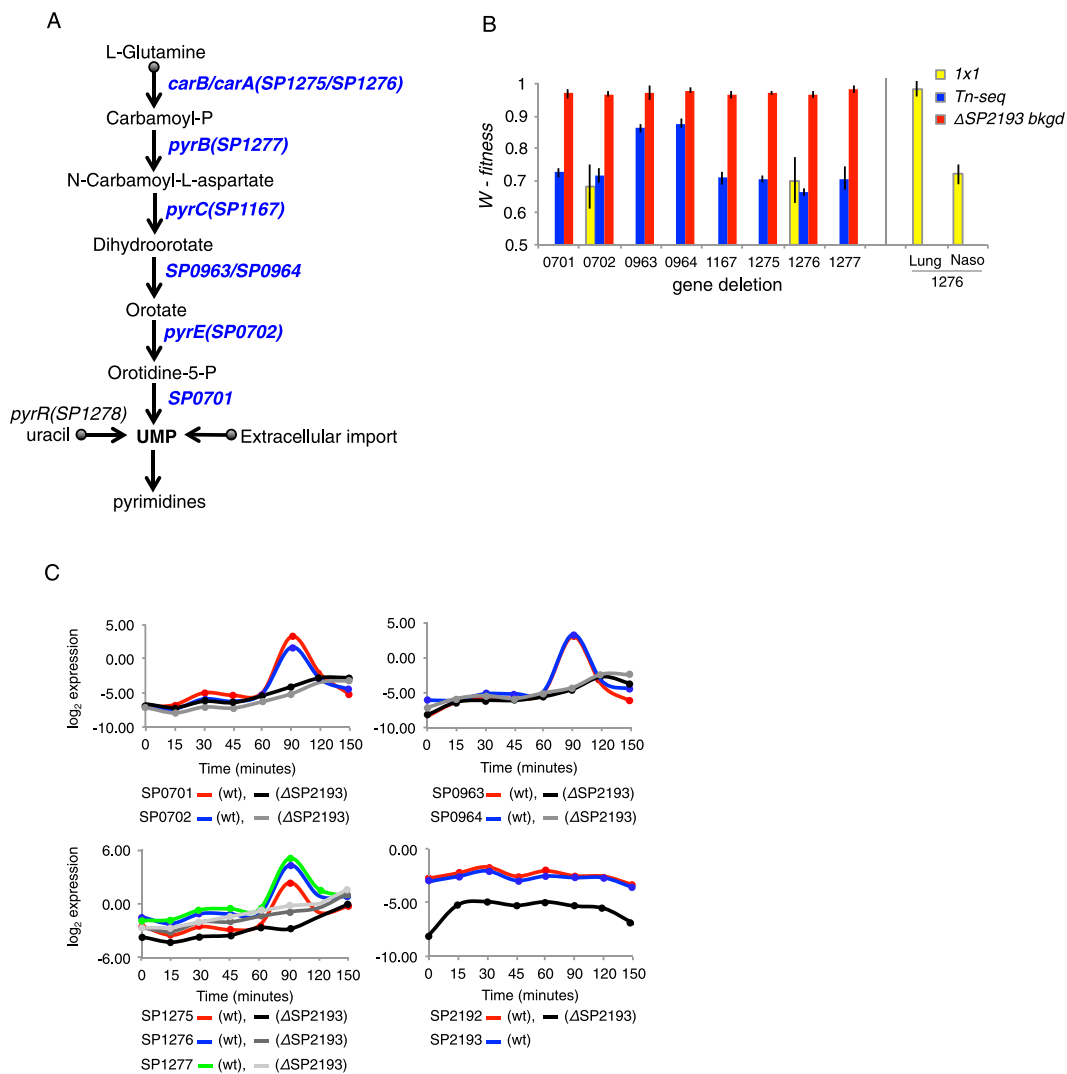 A
L-Glutamine
carB/carA(SP1275/SP1276)
Carbamoyl-P
pyrB(SP1277)
N-Carbamoyl-L-aspartate
pyrC(SP1167)
Dihydroorotate
SP0963/SP0964
Orotate
pyrE(SP0702)
Orotidine-5-P
SP0701
pyrR(SP1278)
uracil UMP Extracellular import
pyrimidines
B
1x1
Tn-seq
ΔSP2193 bkgd
W - fitness
1
0.9
0.8
0.7
0.6
0.5
0701 0702 0963 0964 1167 1275 1276 1277
gene deletion
Lung Naso
1276
C
log2 expression
5.00
0.00
-5.00
-10.00
0 15 30 45 60 90 120 150
Time (minutes)
SP0701 (wt), (ΔSP2193)
SP0702 (wt), (ΔSP2193)
5.00
0.00
-5.00
-10.00
0 15 30 45 60 90 120 150
Time (minutes)
SP0963 (wt), (ΔSP2193)
SP0964 (wt), (ΔSP2193)
log2 expression
6.00
0.00
-6.00
0 15 30 45 60 90 120 150
Time (minutes)
SP1275 (wt), (ΔSP2193)
SP1276 (wt), (ΔSP2193)
SP1277 (wt), (ΔSP2193)
0.00
-5.00
-10.00
0 15 30 45 60 90 120 150
Time (minutes)
SP2192 (wt), (ΔSP2193)
SP2193 (wt)